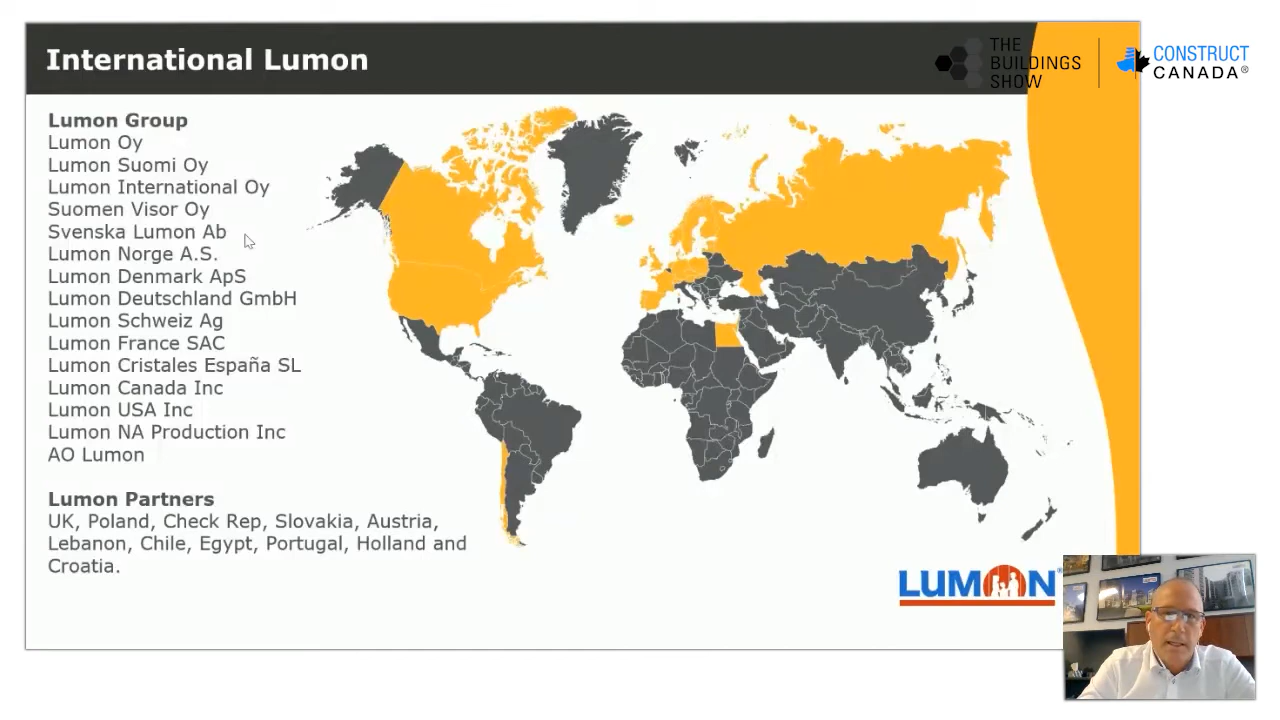 International Lumon
THE
BUILDINGS
SHOW
CONSTRUCT
CANADA®
Lumon Group
Lumon Oy
Lumon Suomi Oy
Lumon International Oy
Suomen Visor Oy
Svenska Lumon Ab
Lumon Norge A.S.
Lumon Denmark ApS
Lumon Deutschland GmbH
Lumon Schweiz Ag
Lumon France SAC
Lumon Cristales España SL
Lumon Canada Inc
Lumon USA Inc
Lumon NA Production Inc
AO Lumon
Lumon Partners
UK, Poland, Check Rep, Slovakia, Austria,
Lebanon, Chile, Egypt, Portugal, Holland and
Croatia.
LUMON®